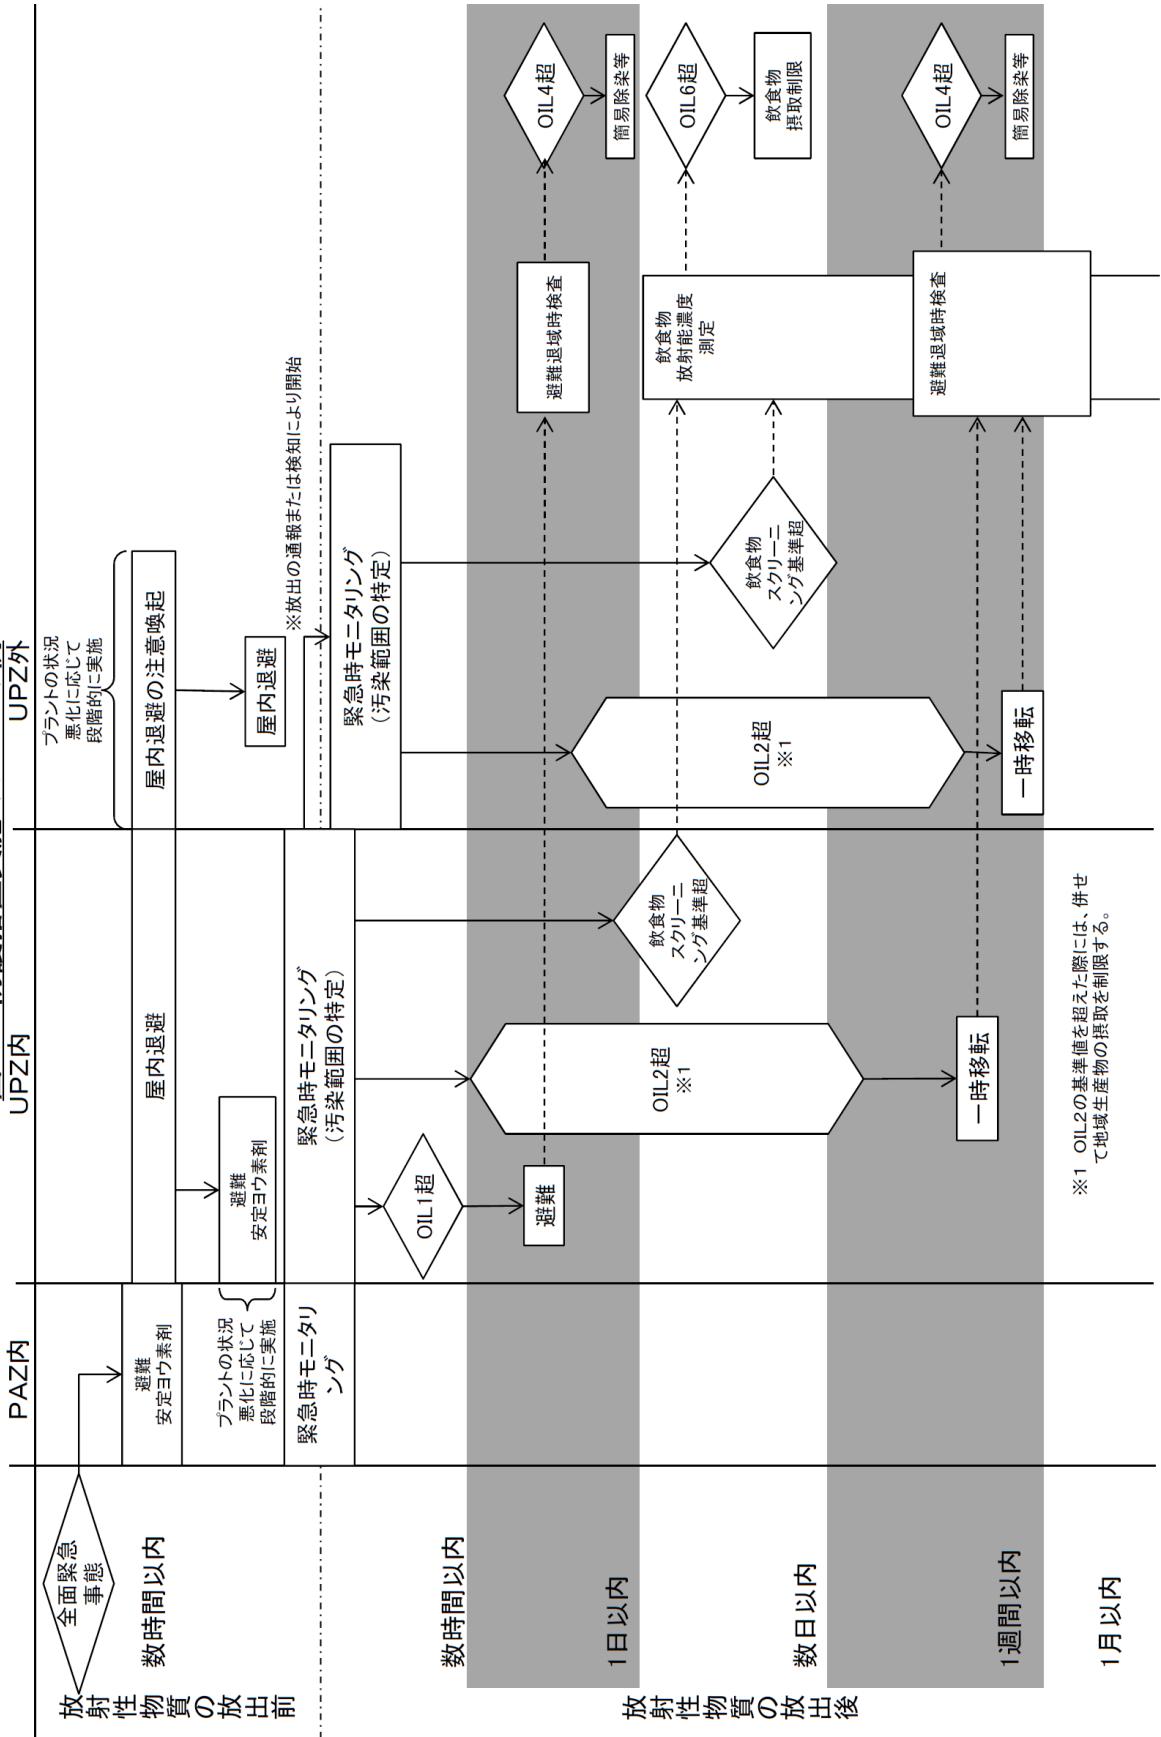 PAZ内
UPZ内
UPZ外
放射性物質の放出前
全面緊急
事態
数時間以内
避難
安定ヨウ素剤
屋内退避
屋内退避の注意喚起
プラントの状況
悪化に応じて
段階的に実施
プラントの状況
悪化に応じて
段階的に実施
避難
安定ヨウ素剤
屋内退避
※放出の通報または検知により開始
緊急時モニタリ
ング
緊急時モニタリング
(汚染範囲の特定)
緊急時モニタリング
(汚染範囲の特定)
放射性物質の放出後
数時間以内
OIL1超
1日以内
避難
避難退域時検査
OIL4超
簡易除染等
OIL2超
※1
飲食物
スクリーニ
ング基準超
OIL2超
※1
飲食物
スクリーニ
ング基準超
飲食物
放射能濃度
測定
OIL6超
飲食物
摂取制限
数日以内
1週間以内
一時移転
一時移転
避難退域時検査
OIL4超
簡易除染等
1月以内
※1 OIL2の基準値を超えた際には、併せ
て地域生産物の摂取を制限する。